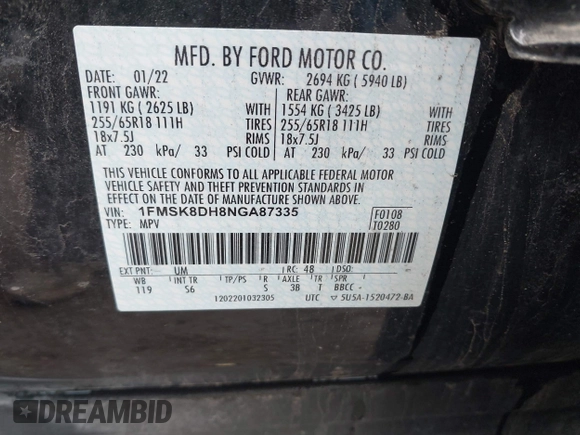 MFD. BY FORD MOTOR CO.
DATE: 01/22 GVWR: 2694 KG ( 5940 LB)
FRONT GAWR: REAR GAWR:
1191 KG ( 2625 LB) WITH 1554 KG ( 3425 LB) WITH
255/65R18 111H TIRES 255/65R18 111H TIRES
18x7.5J RIMS 18x7.5J RIMS
AT 230 kPa/ 33 PSI COLD AT 230 kPa/ 33 PSI COLD
THIS VEHICLE CONFORMS TO ALL APPLICABLE FEDERAL MOTOR
VEHICLE SAFETY AND THEFT PREVENTION STANDARDS IN
EFFECT ON THE DATE OF MANUFACTURE SHOWN ABOVE.
VIN: 1FMSK8DH8NGA87335 F0108
TYPE: MPV T0280
EXT PNT: UM RC: 48 DSO:
WB INT TR TP/PS R AXLE TR SPR
119 S6 S 3B T BBCC
1202201032305 UTC 5U5A-1520472-BA
DREAMBID